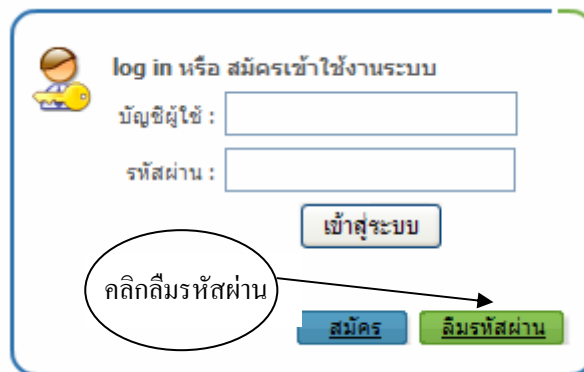 log in หรือ สมัครเข้าใช้งานระบบ
บัญชีผู้ใช้ :
รหัสผ่าน :
เข้าสู่ระบบ
คลิกลืมรหัสผ่าน
สมัคร ลืมรหัสผ่าน